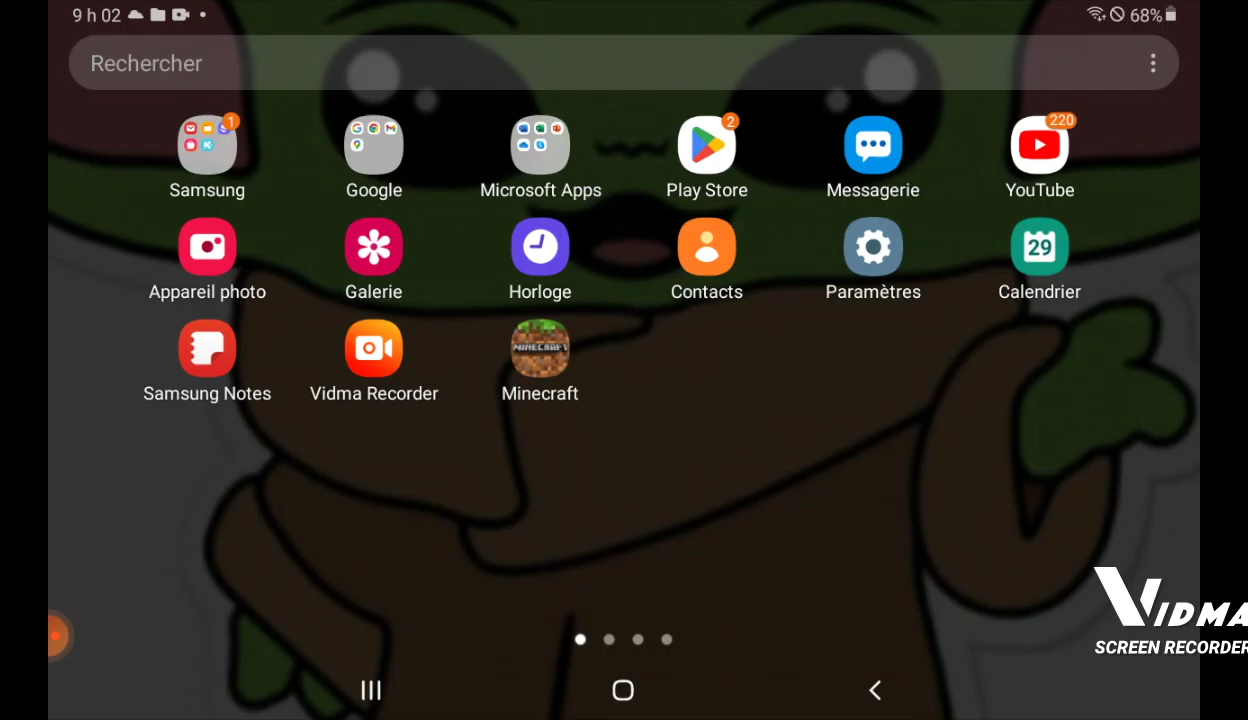 9 h 02
68%
Rechercher
1
2
220
Samsung
Google
Microsoft Apps
Play Store
Messagerie
YouTube
29
Appareil photo
Galerie
Horloge
Contacts
Paramètres
Calendrier
MINECRAFT
Samsung Notes
Vidma Recorder
Minecraft
VIDMA
SCREEN RECORDER